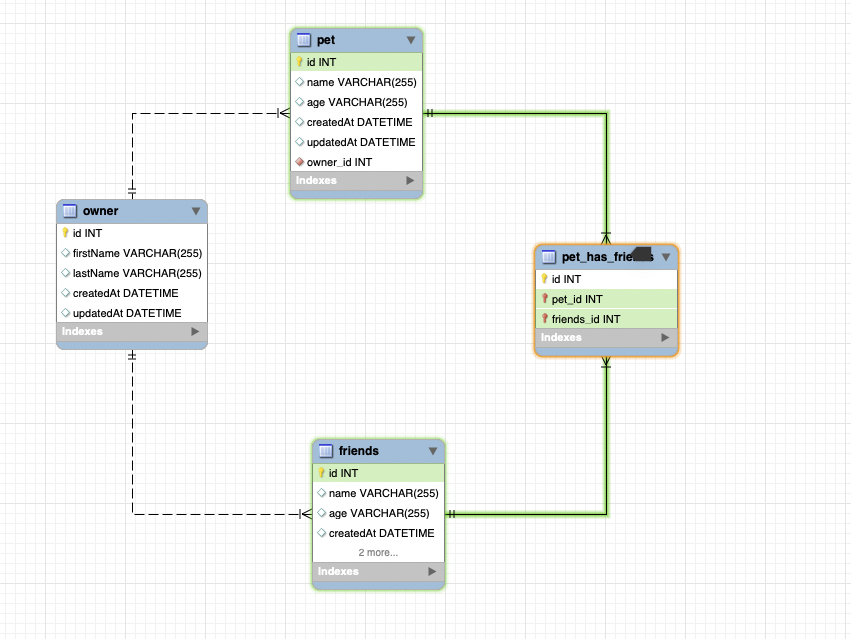 pet
id INT
name VARCHAR(255)
age VARCHAR(255)
createdAt DATETIME
updatedAt DATETIME
owner_id INT
Indexes
owner
id INT
firstName VARCHAR(255)
lastName VARCHAR(255)
createdAt DATETIME
updatedAt DATETIME
Indexes
pet_has_friends
id INT
pet_id INT
friends_id INT
Indexes
friends
id INT
name VARCHAR(255)
age VARCHAR(255)
createdAt DATETIME
2 more...
Indexes